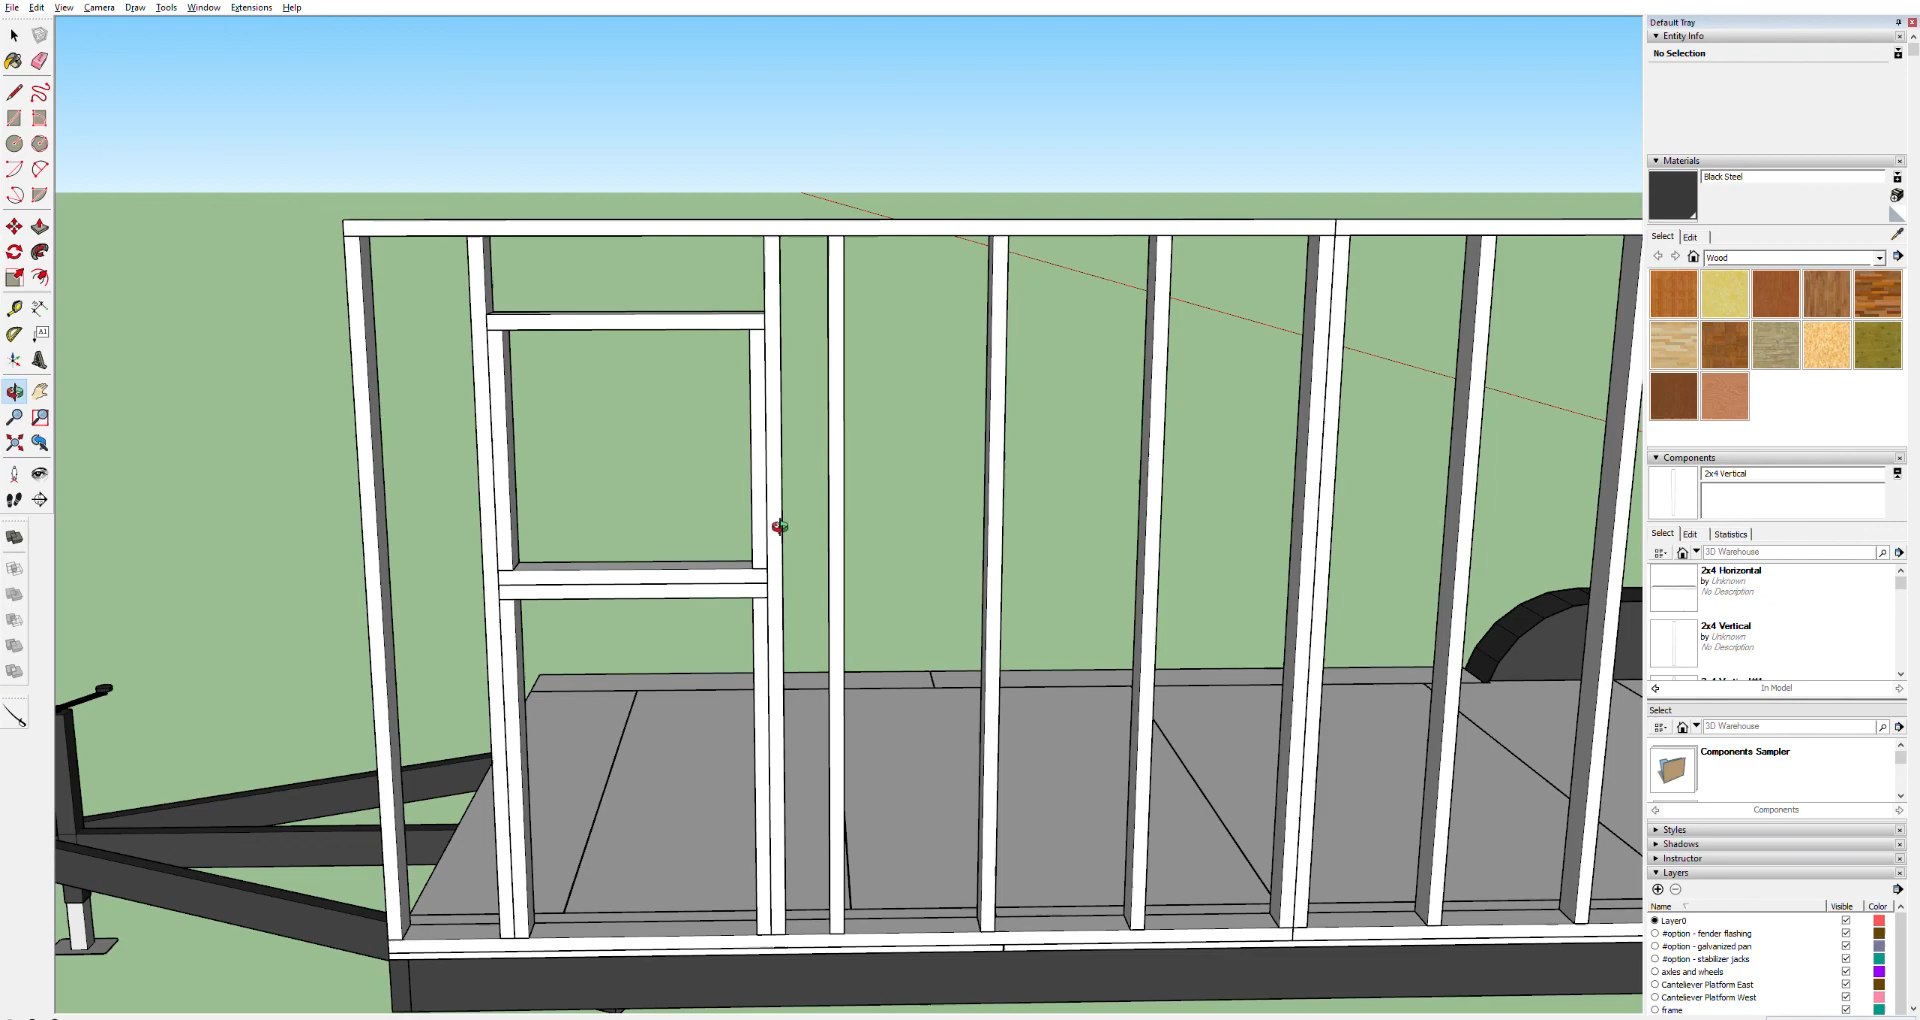 File Edit View Camera Draw Tools Window Extensions Help
Default Tray
Entity Info
No Selection
Materials
Black Steel
Select Edit
Wood
Components
2x4 Vertical
Select Edit Statistics
3D Warehouse
2x4 Horizontal
by Unknown
No Description
2x4 Vertical
by Unknown
No Description
In Model
Select
3D Warehouse
Components Sampler
Components
Styles
Shadows
Instructor
Layers
Name Visible Color
Layer0
#option - fender flashing
#option - galvanized pan
#option - stabilizer jacks
axles and wheels
Canteliever Platform East
Canteliever Platform West
frame